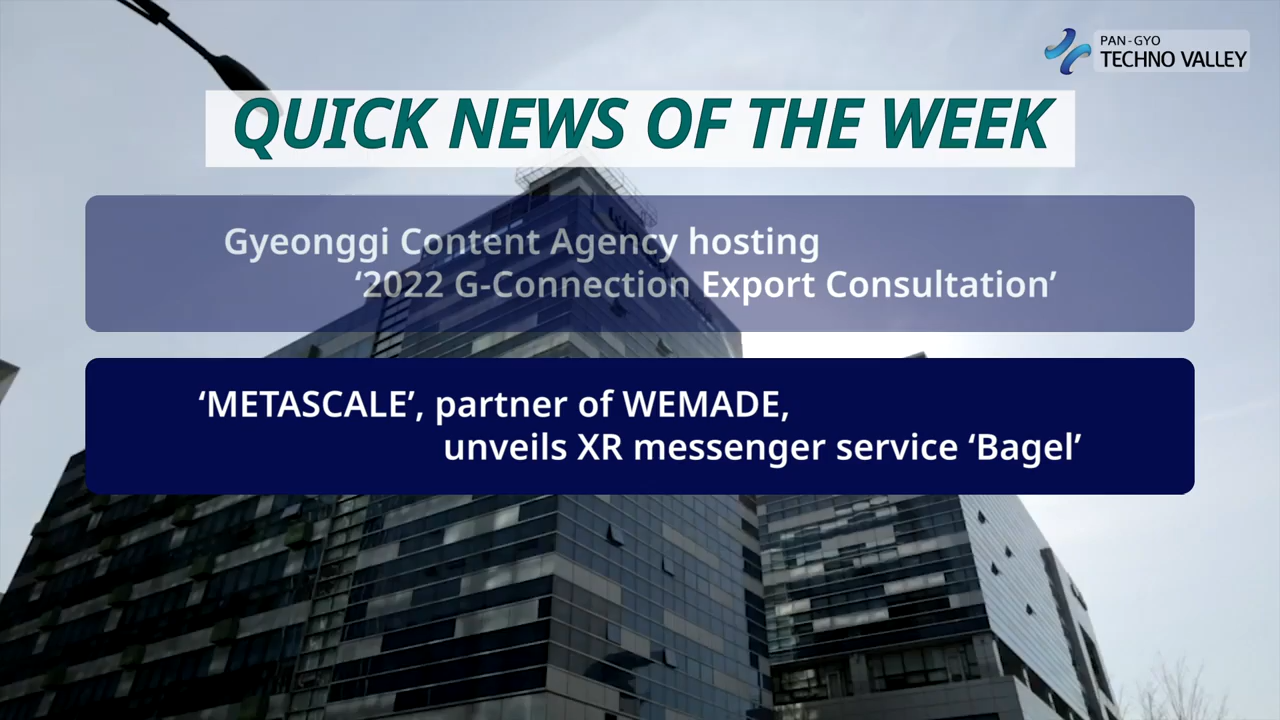 PAN-GYO
TECHNO VALLEY
QUICK NEWS OF THE WEEK
Gyeonggi Content Agency hosting
‘2022 G-Connection Export Consultation’
‘METASCALE’, partner of WEMADE,
unveils XR messenger service ‘Bagel’